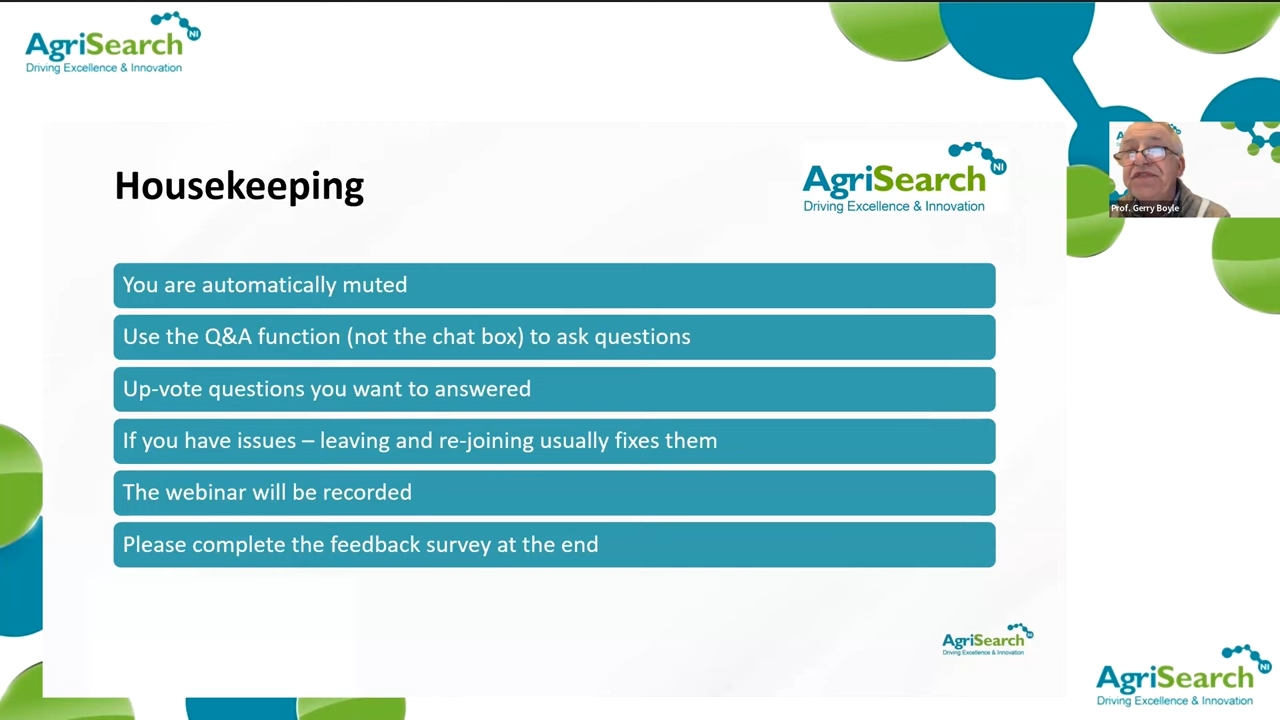 AgriSearch NI
Driving Excellence & Innovation
Housekeeping
AgriSearch NI
Driving Excellence & Innovation
Prof. Gerry Boyle
You are automatically muted
Use the Q&A function (not the chat box) to ask questions
Up-vote questions you want to answered
If you have issues – leaving and re-joining usually fixes them
The webinar will be recorded
Please complete the feedback survey at the end
AgriSearch
Driving Excellence & Innovation
AgriSearch NI
Driving Excellence & Innovation